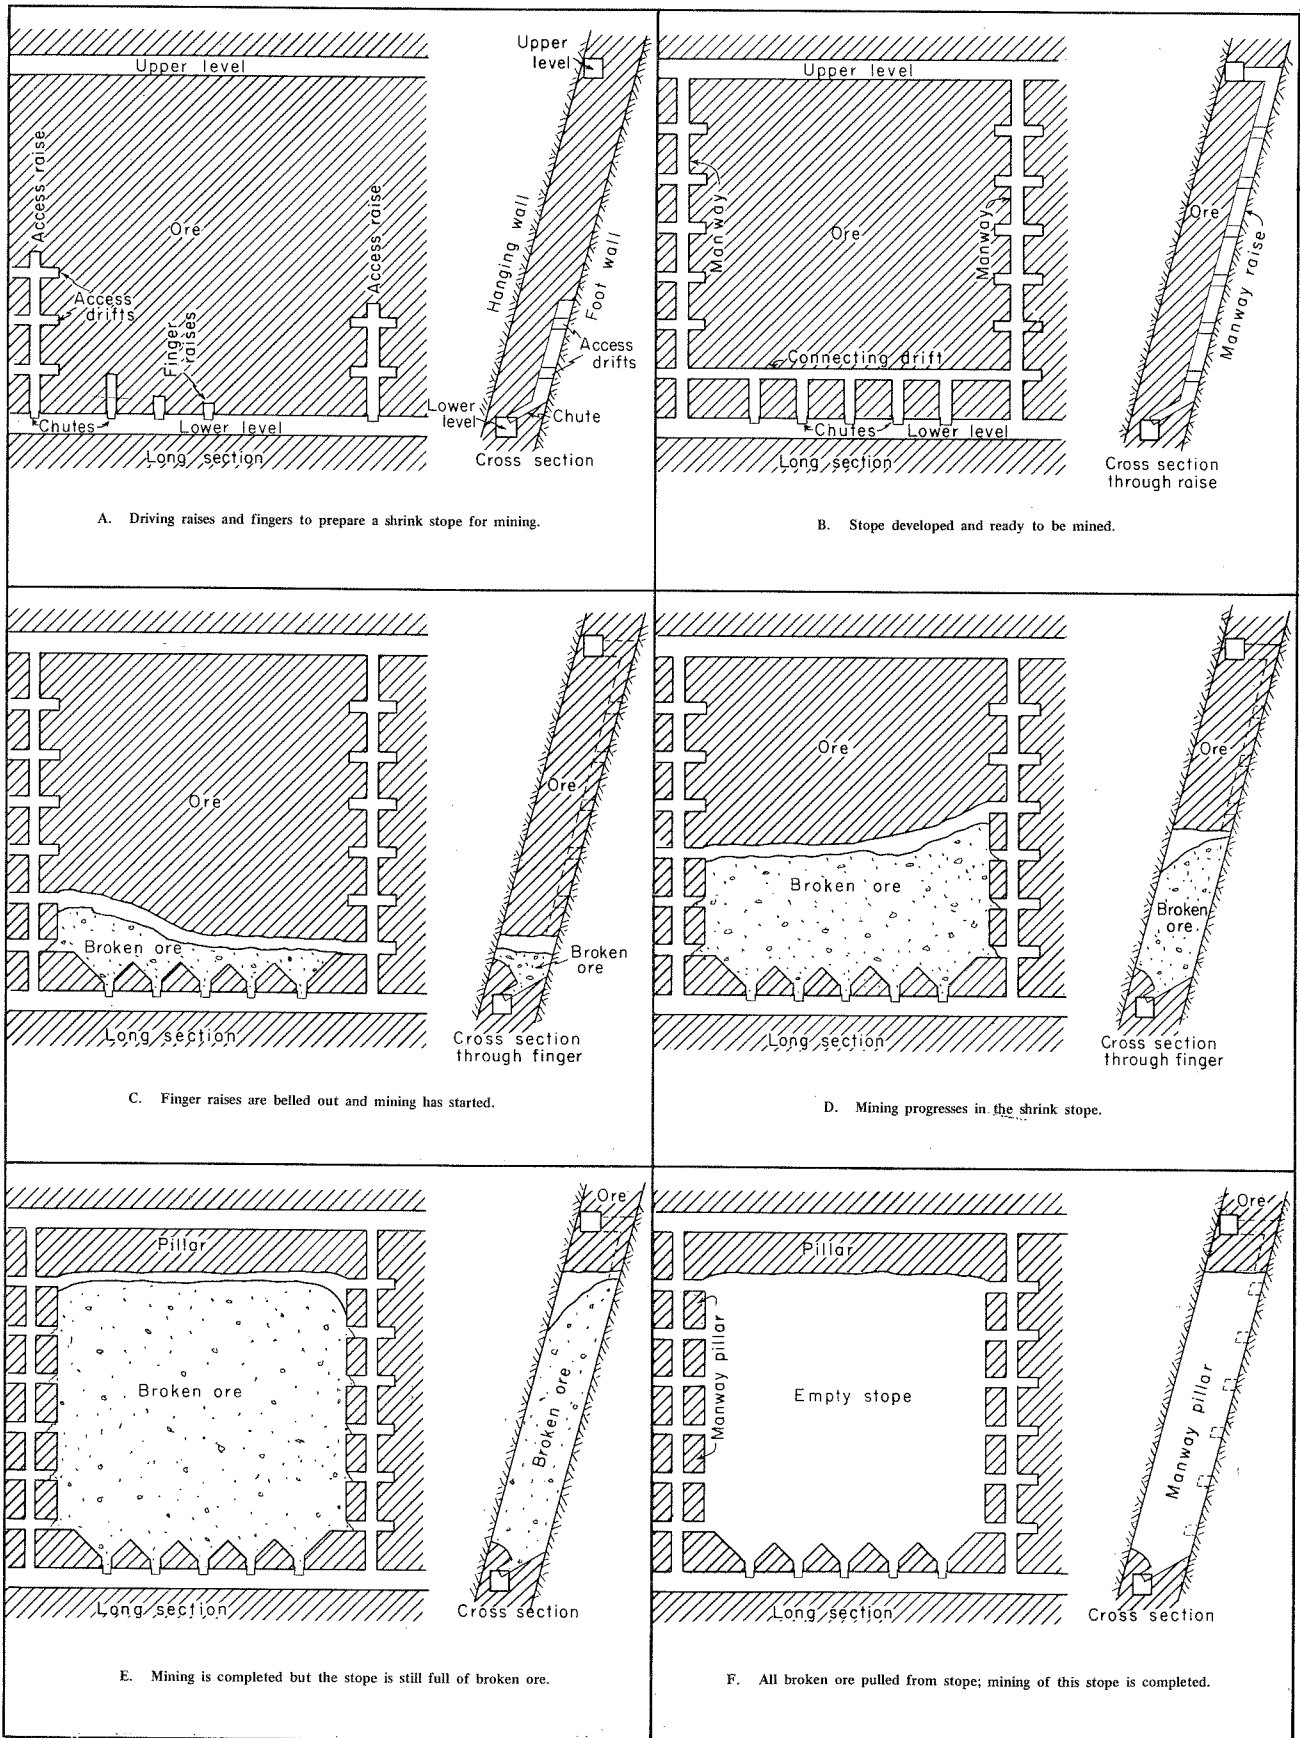 Upper level
Access raise
Ore
Access raise
Access
drifts
Finger
raises
Chutes
Lower level
Long section
Upper
level
Hanging wall
Foot wall
Access
drifts
Lower
level
Chute
Cross section
A. Driving raises and fingers to prepare a shrink stope for mining.
Upper level
Manway
Ore
Manway
Connecting drift
Chutes
Lower level
Long section
Ore
Manway raise
Cross section
through raise
B. Stope developed and ready to be mined.
Ore
Broken ore
Long section
Ore
Broken
ore
Cross section
through finger
C. Finger raises are belled out and mining has started.
Ore
Broken ore
Long section
Ore
Broken
ore
Cross section
through finger
D. Mining progresses in the shrink stope.
Pillar
Broken ore
Long section
Ore
Broken ore
Cross section
E. Mining is completed but the stope is still full of broken ore.
Pillar
Manway pillar
Empty stope
Long section
Ore
Manway pillar
Cross section
F. All broken ore pulled from stope; mining of this stope is completed.